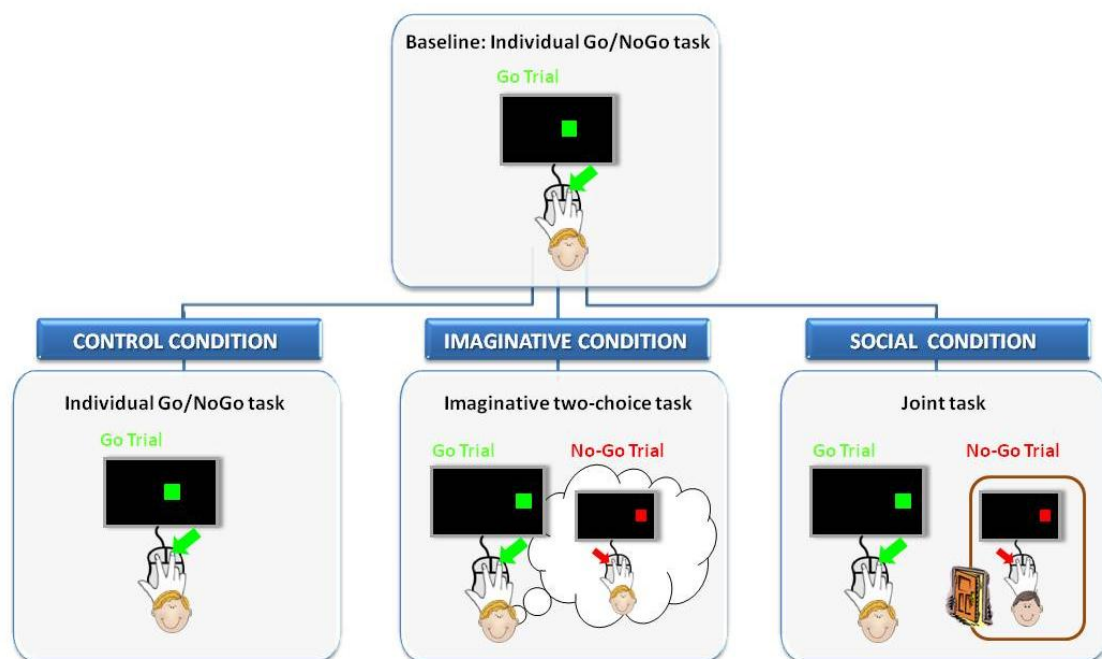 Baseline: Individual Go/NoGo task
Go Trial
CONTROL CONDITION
IMAGINATIVE CONDITION
SOCIAL CONDITION
Individual Go/NoGo task
Go Trial
Imaginative two-choice task
Go Trial
No-Go Trial
Joint task
Go Trial
No-Go Trial